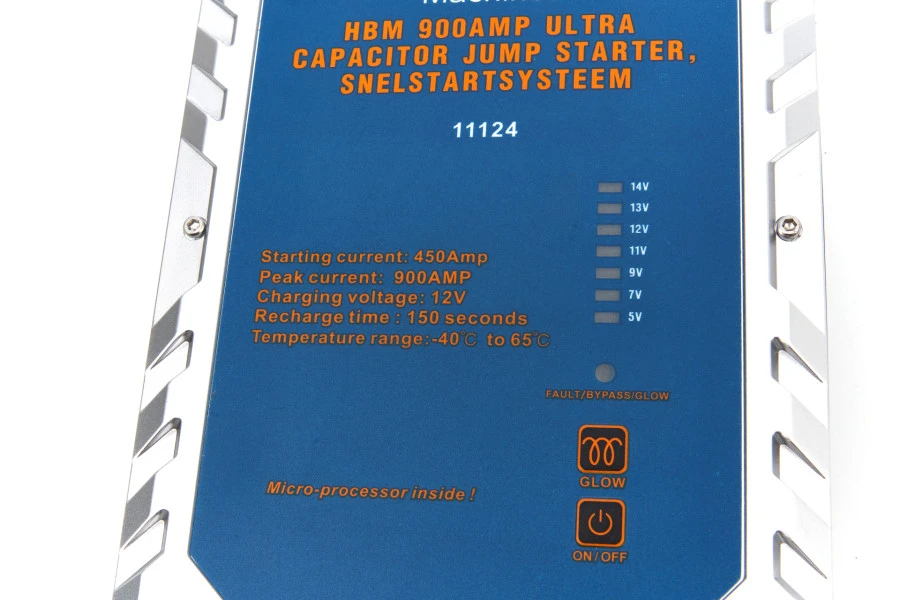 HBM 900AMP ULTRA
CAPACITOR JUMP STARTER,
SNELSTARTSYSTEEM
11124
14V
13V
12V
11V
9V
7V
5V
Starting current: 450Amp
Peak current: 900AMP
Charging voltage: 12V
Recharge time : 150 seconds
Temperature range:-40℃ to 65℃
FAULT/BYPASS/GLOW
GLOW
Micro-processor inside !
ON/OFF